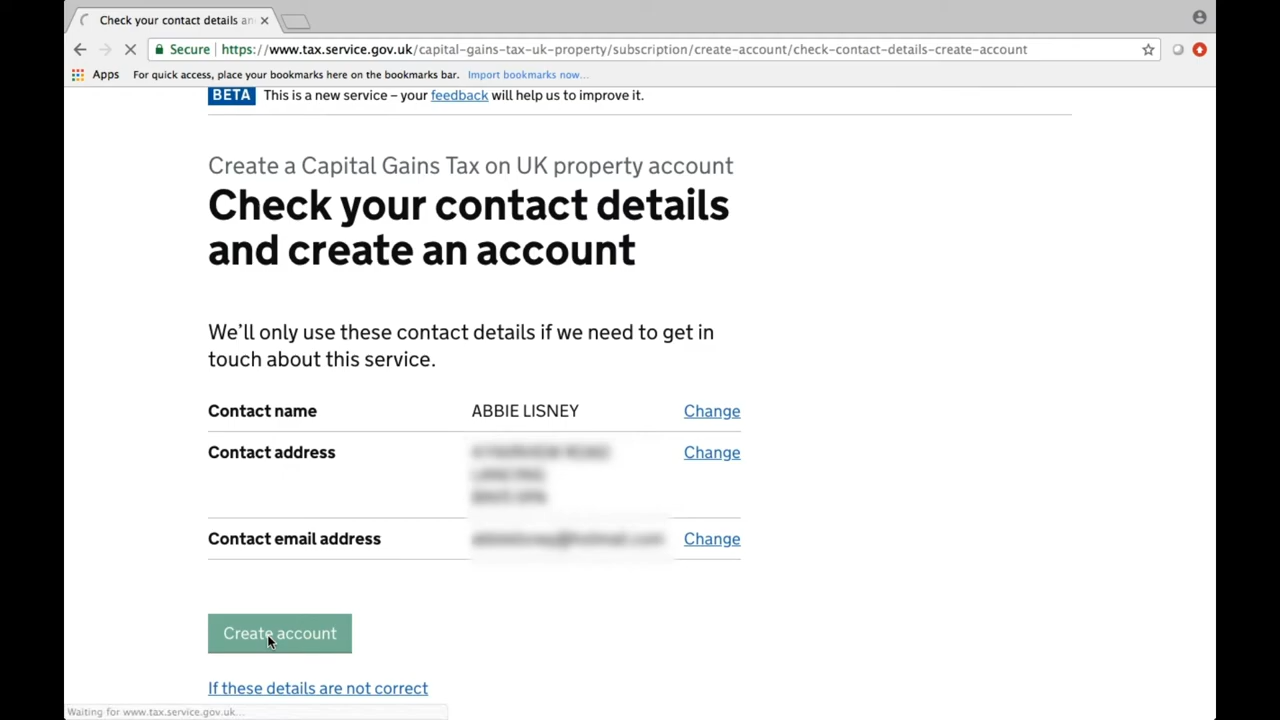 Check your contact details an
Secure https://www.tax.service.gov.uk/capital-gains-tax-uk-property/subscription/create-account/check-contact-details-create-account
Apps For quick access, place your bookmarks here on the bookmarks bar. Import bookmarks now...
BETA This is a new service – your feedback will help us to improve it.
Create a Capital Gains Tax on UK property account
Check your contact details
and create an account
We'll only use these contact details if we need to get in
touch about this service.
Contact name ABBIE LISNEY Change
Contact address Change
Contact email address Change
Create account
If these details are not correct
Waiting for www.tax.service.gov.uk...